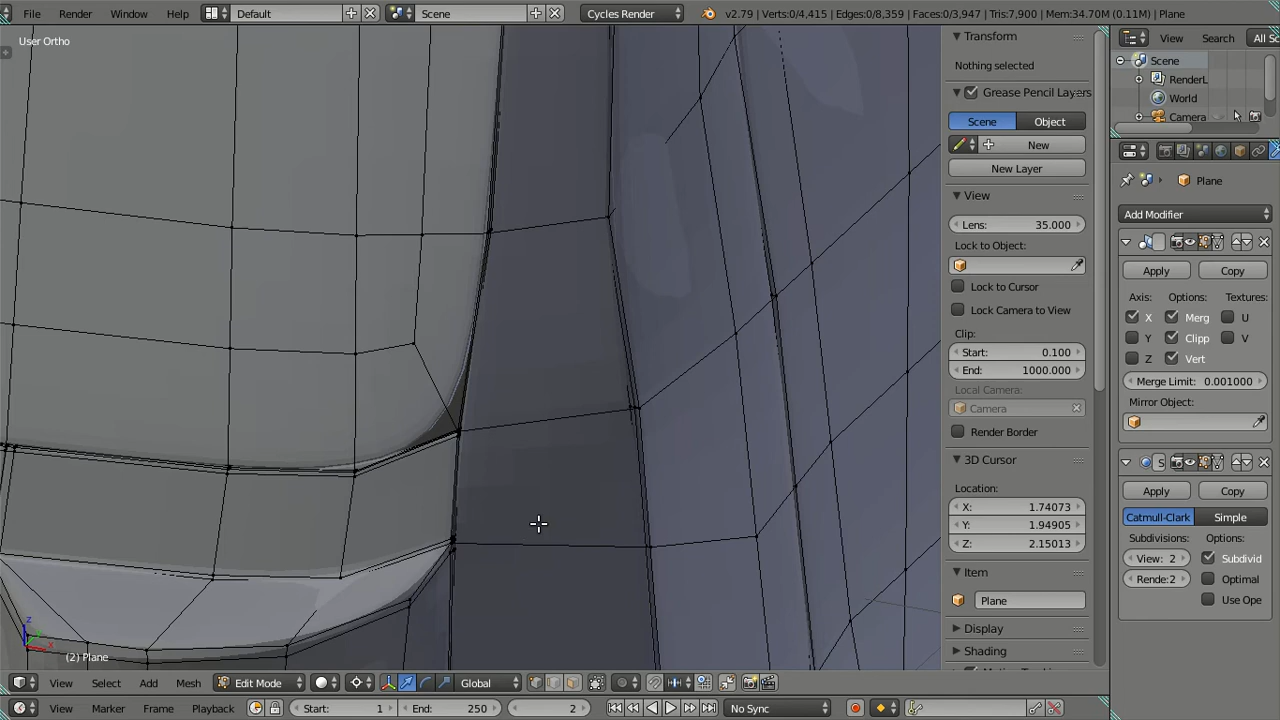 File Render Window Help Default Scene Cycles Render v2.79 | Verts:0/4,415 | Edges:0/8,359 | Faces:0/3,947 | Tris:7,900 | Mem:34.70M (0.11M) | Plane
User Ortho
Transform
Nothing selected
Grease Pencil Layers
Scene Object
New
New Layer
View
Lens: 35.000
Lock to Object:
Lock to Cursor
Lock Camera to View
Clip:
Start: 0.100
End: 1000.000
Local Camera:
Camera
Render Border
3D Cursor
Location:
X: 1.74073
Y: 1.94905
Z: 2.15013
Item
Plane
Display
Shading
View Search All Sc
Scene
RenderL
World
Camera
Plane
Add Modifier
Apply Copy
Axis: Options: Textures:
X Merg U
Y Clipp V
Z Vert
Merge Limit: 0.001000
Mirror Object:
S
Apply Copy
Catmull-Clark Simple
Subdivisions: Options:
View: 2 Subdivid
Rende:2 Optimal
Use Ope
z
x
(2) Plane
View Select Add Mesh Edit Mode Global
View Marker Frame Playback Start: 1 End: 250 2 No Sync